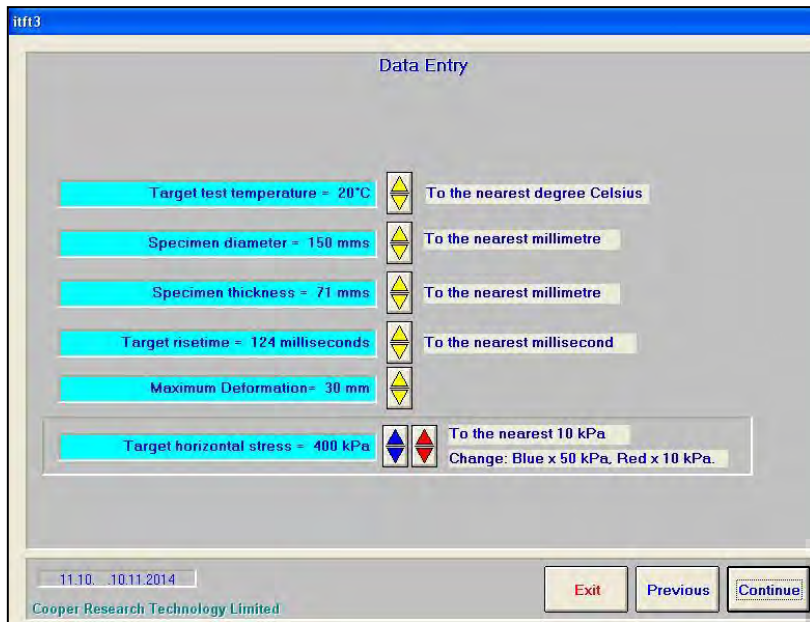 itft3
Data Entry
Target test temperature = 20°C To the nearest degree Celsius
Specimen diameter = 150 mms To the nearest millimetre
Specimen thickness = 71 mms To the nearest millimetre
Target risetime = 124 milliseconds To the nearest millisecond
Maximum Deformation= 30 mm
Target horizontal stress = 400 kPa To the nearest 10 kPa
Change: Blue x 50 kPa, Red x 10 kPa.
11.10. .10.11.2014
Exit Previous Continue
Cooper Research Technology Limited